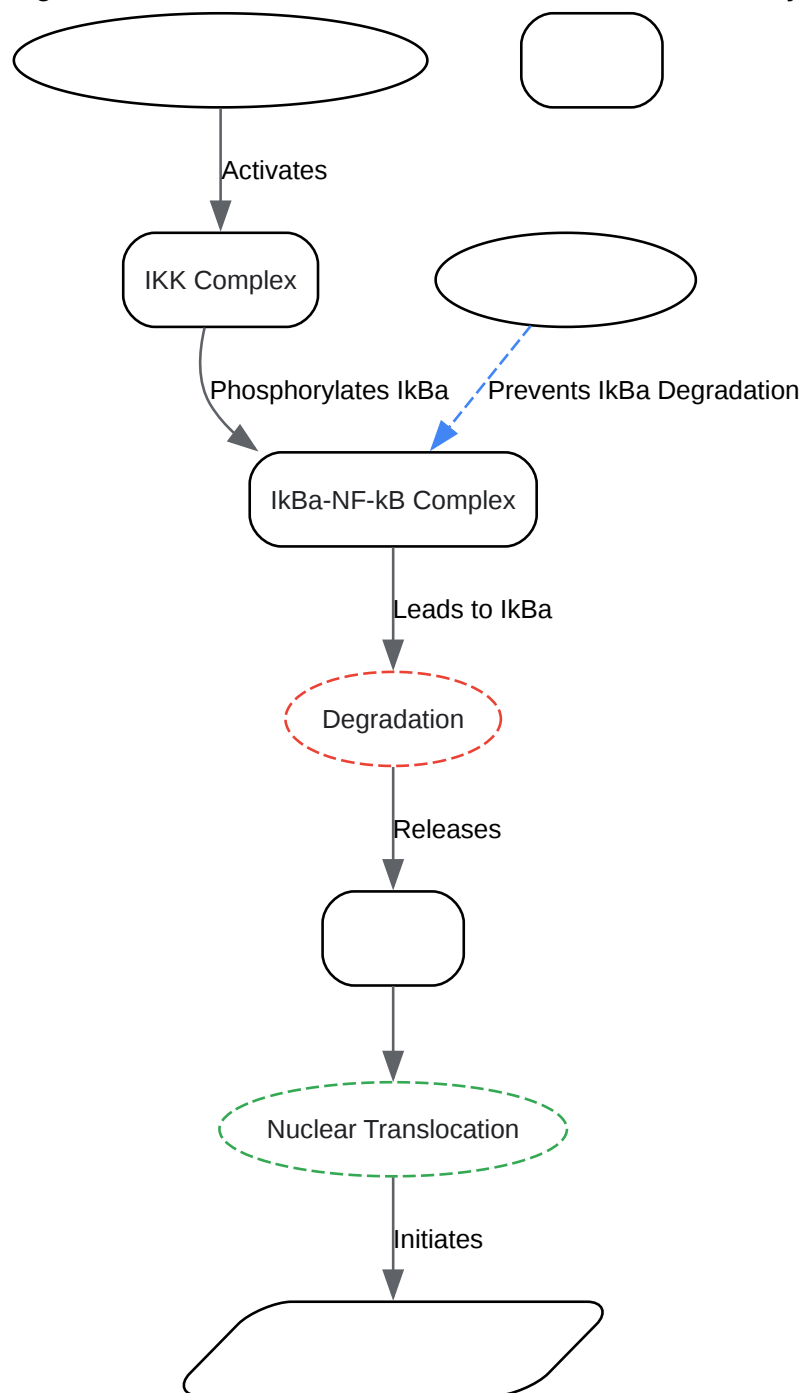 Activates
IKK Complex
Phosphorylates IkBa
Prevents IkBa Degradation
IkBa-NF-kB Complex
Leads to IkBa
Degradation
Releases
Nuclear Translocation
Initiates